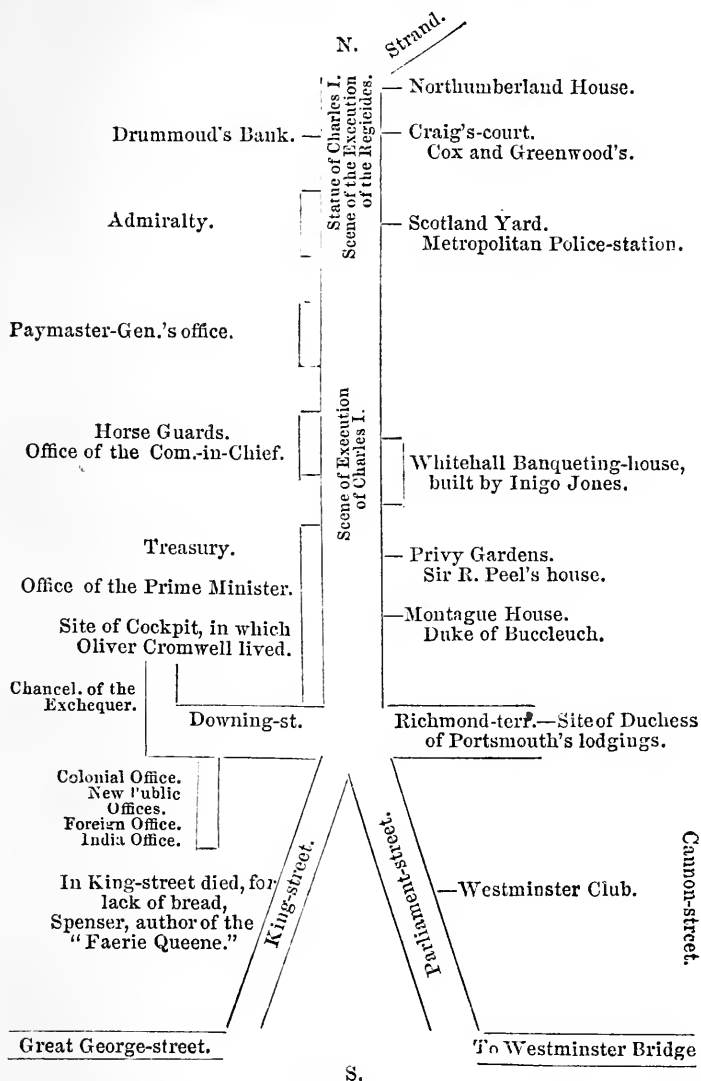 N.
Strand.
Statue of Charles I.
Scene of the Execution
of the Regicides.
Northumberland House.
Drummoud's Bank.
Craig's-court.
Cox and Greenwood's.
Admiralty.
Scotland Yard.
Metropolitan Police-station.
Paymaster-Gen.'s office.
Scene of Execution
of Charles I.
Horse Guards.
Office of the Com.-in-Chief.
Whitehall Banqueting-house,
built by Inigo Jones.
Treasury.
Office of the Prime Minister.
Privy Gardens.
Sir R. Peel's house.
Site of Cockpit, in which
Oliver Cromwell lived.
Montague House.
Duke of Buccleuch.
Chancel. of the
Exchequer.
Downing-st.
Richmond-terr.—Site of Duchess
of Portsmouth's lodgings.
Colonial Office.
New Public
Offices.
Foreign Office.
India Office.
King-street.
Parliament-street.
Cannon-street.
In King-street died, for
lack of bread,
Spenser, author of the
"Faerie Queene."
Westminster Club.
Great George-street.
To Westminster Bridge
S.